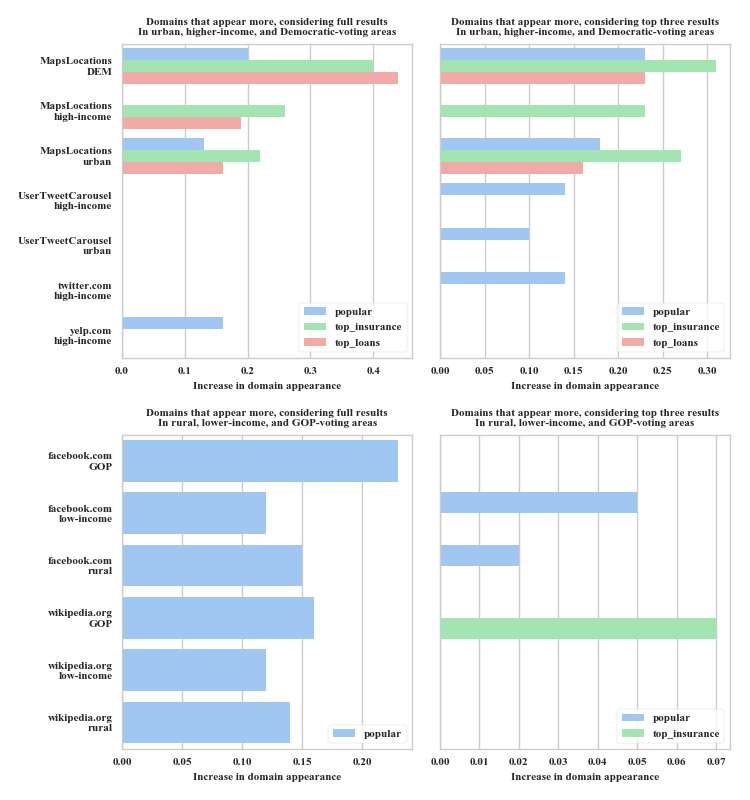 Domains that appear more, considering full results
In urban, higher-income, and Democratic-voting areas
MapsLocations
DEM
MapsLocations
high-income
MapsLocations
urban
UserTweetCarousel
high-income
UserTweetCarousel
urban
twitter.com
high-income
yelp.com
high-income
popular
top_insurance
top_loans
0.0 0.1 0.2 0.3 0.4
Increase in domain appearance
Domains that appear more, considering top three results
In urban, higher-income, and Democratic-voting areas
popular
top_insurance
top_loans
0.00 0.05 0.10 0.15 0.20 0.25 0.30
Increase in domain appearance
Domains that appear more, considering full results
In rural, lower-income, and GOP-voting areas
facebook.com
GOP
facebook.com
low-income
facebook.com
rural
wikipedia.org
GOP
wikipedia.org
low-income
wikipedia.org
rural
popular
0.00 0.05 0.10 0.15 0.20
Increase in domain appearance
Domains that appear more, considering top three results
In rural, lower-income, and GOP-voting areas
popular
top_insurance
0.00 0.01 0.02 0.03 0.04 0.05 0.06 0.07
Increase in domain appearance